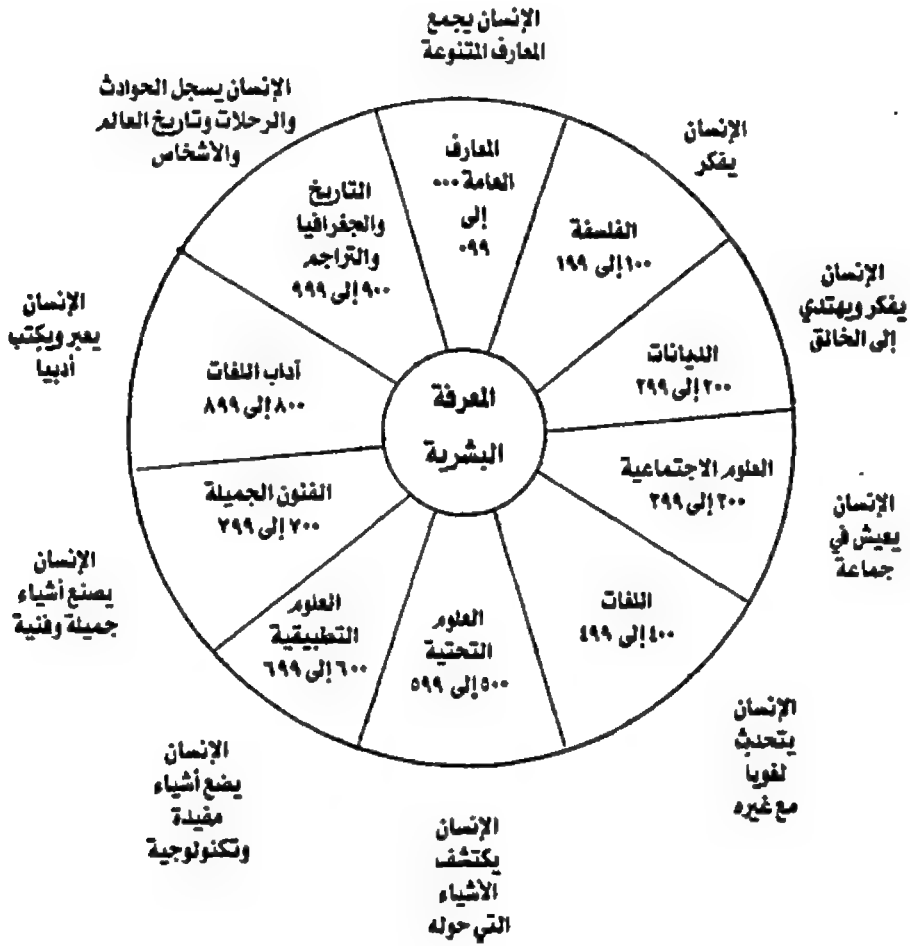 الإنسان يجمع
المعارف المتنوعة
الإنسان
يفكر
الإنسان
يفكر ويهتدي
إلى الخالق
الإنسان
يعيش في
جماعة
الإنسان
يتحدث
لغويا
مع غيره
الإنسان
يكتشف
الأشياء
التي حوله
الإنسان
يضع أشياء
مفيدة
وتكنولوجية
الإنسان
يصنع أشياء
جميلة وفنية
الإنسان
يعبر ويكتب
أدبيا
الإنسان يسجل الحوادث
والرحلات وتاريخ العالم
والأشخاص
المعارف
العامة ٠٠٠
إلى
٠٩٩
الفلسفة
١٠٠ إلى ١٩٩
الديانات
٢٠٠ إلى ٢٩٩
العلوم الاجتماعية
٣٠٠ إلى ٣٩٩
اللغات
٤٠٠ إلى ٤٩٩
العلوم
التحتية
٥٠٠ إلى ٥٩٩
العلوم
التطبيقية
٦٠٠ إلى ٦٩٩
الفنون الجميلة
٧٠٠ إلى ٧٩٩
آداب اللغات
٨٠٠ إلى ٨٩٩
التاريخ
والجغرافيا
والتراجم
٩٠٠ إلى ٩٩٩
المعرفة
البشرية